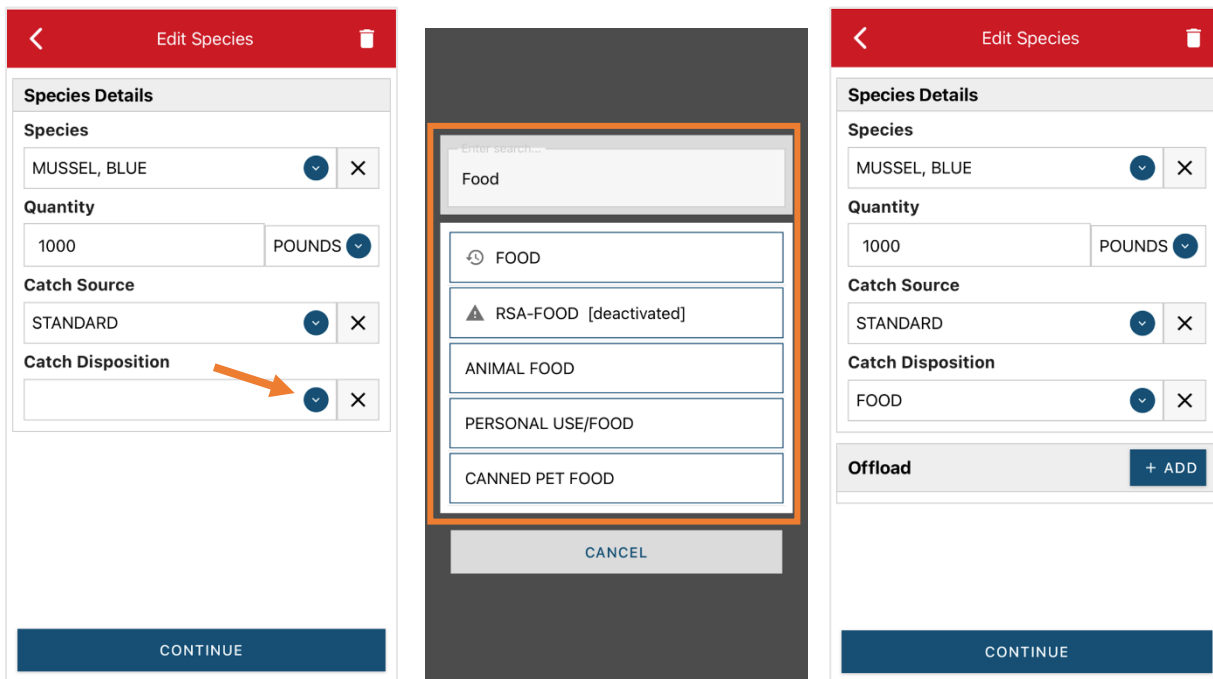 Edit Species
Species Details
Species
MUSSEL, BLUE
Quantity
1000 POUNDS
Catch Source
STANDARD
Catch Disposition
CONTINUE
Enter search...
Food
FOOD
RSA-FOOD [deactivated]
ANIMAL FOOD
PERSONAL USE/FOOD
CANNED PET FOOD
CANCEL
Edit Species
Species Details
Species
MUSSEL, BLUE
Quantity
1000 POUNDS
Catch Source
STANDARD
Catch Disposition
FOOD
Offload + ADD
CONTINUE